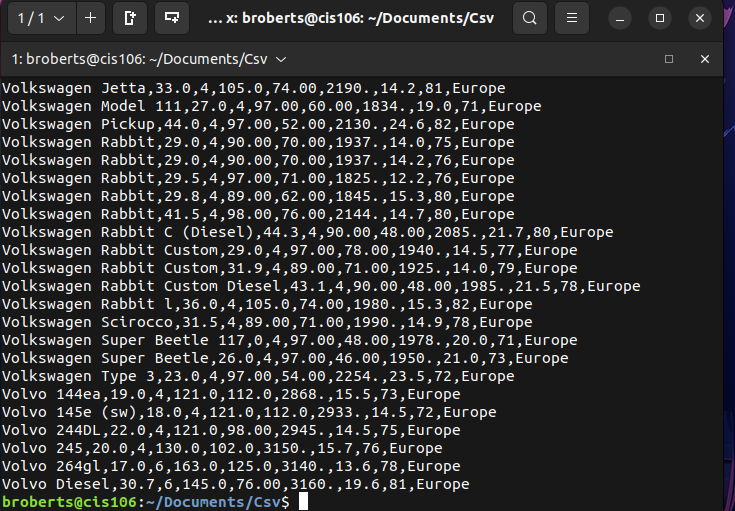 1 / 1
... x: broberts@cis106: ~/Documents/Csv
1: broberts@cis106: ~/Documents/Csv
Volkswagen Jetta,33.0,4,105.0,74.00,2190.,14.2,81,Europe
Volkswagen Model 111,27.0,4,97.00,60.00,1834.,19.0,71,Europe
Volkswagen Pickup,44.0,4,97.00,52.00,2130.,24.6,82,Europe
Volkswagen Rabbit,29.0,4,90.00,70.00,1937.,14.0,75,Europe
Volkswagen Rabbit,29.0,4,90.00,70.00,1937.,14.2,76,Europe
Volkswagen Rabbit,29.5,4,97.00,71.00,1825.,12.2,76,Europe
Volkswagen Rabbit,29.8,4,89.00,62.00,1845.,15.3,80,Europe
Volkswagen Rabbit,41.5,4,98.00,76.00,2144.,14.7,80,Europe
Volkswagen Rabbit C (Diesel),44.3,4,90.00,48.00,2085.,21.7,80,Europe
Volkswagen Rabbit Custom,29.0,4,97.00,78.00,1940.,14.5,77,Europe
Volkswagen Rabbit Custom,31.9,4,89.00,71.00,1925.,14.0,79,Europe
Volkswagen Rabbit Custom Diesel,43.1,4,90.00,48.00,1985.,21.5,78,Europe
Volkswagen Rabbit l,36.0,4,105.0,74.00,1980.,15.3,82,Europe
Volkswagen Scirocco,31.5,4,89.00,71.00,1990.,14.9,78,Europe
Volkswagen Super Beetle 117,0,4,97.00,48.00,1978.,20.0,71,Europe
Volkswagen Super Beetle,26.0,4,97.00,46.00,1950.,21.0,73,Europe
Volkswagen Type 3,23.0,4,97.00,54.00,2254.,23.5,72,Europe
Volvo 144ea,19.0,4,121.0,112.0,2868.,15.5,73,Europe
Volvo 145e (sw),18.0,4,121.0,112.0,2933.,14.5,72,Europe
Volvo 244DL,22.0,4,121.0,98.00,2945.,14.5,75,Europe
Volvo 245,20.0,4,130.0,102.0,3150.,15.7,76,Europe
Volvo 264gl,17.0,6,163.0,125.0,3140.,13.6,78,Europe
Volvo Diesel,30.7,6,145.0,76.00,3160.,19.6,81,Europe
broberts@cis106:~/Documents/Csv$